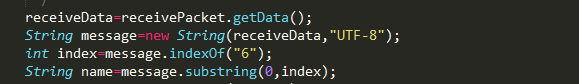 receiveData=receivePacket.getData();
String message=new String(receiveData,"UTF-8");
int index=message.indexOf("6");
String name=message.substring(0,index);